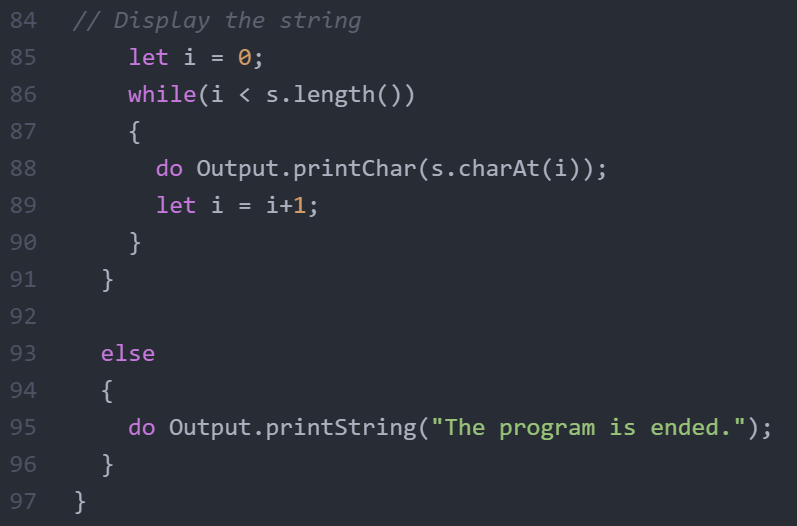 84 // Display the string
85 let i = 0;
86 while(i < s.length())
87 {
88 do Output.printChar(s.charAt(i));
89 let i = i+1;
90 }
91 }
92
93 else
94 {
95 do Output.printString("The program is ended.");
96 }
97 }